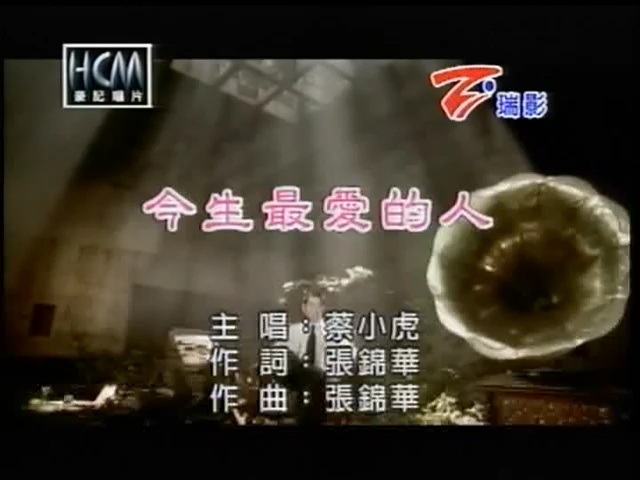 HCM
豪記唱片
瑞影
今生最愛的人
主唱:蔡小虎
作詞:張錦華
作曲:張錦華